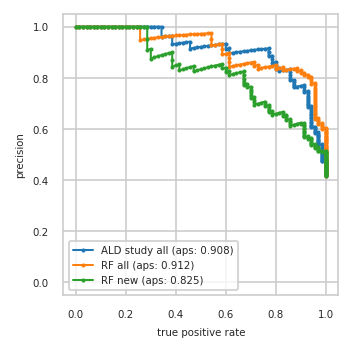 1.0
0.8
0.6
0.4
0.2
0.0
precision
ALD study all (aps: 0.908)
RF all (aps: 0.912)
RF new (aps: 0.825)
0.0 0.2 0.4 0.6 0.8 1.0
true positive rate